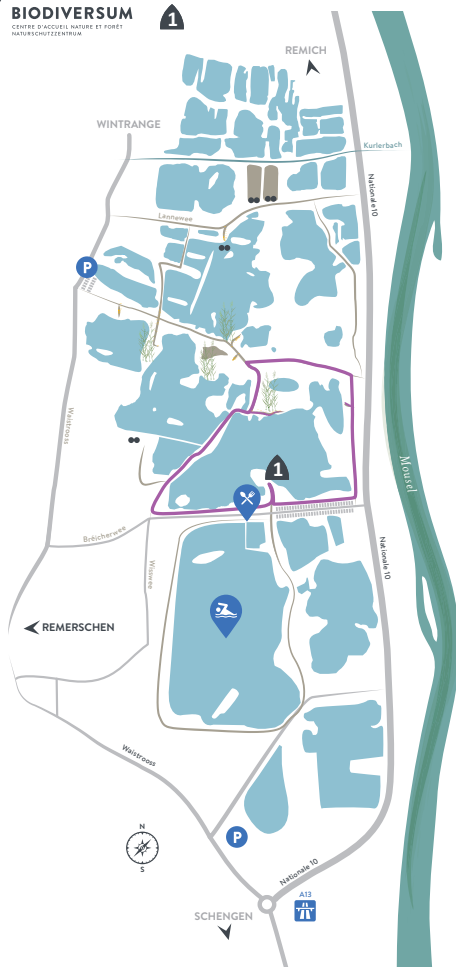 BIODIVERSUM
CENTRE D'ACCUEIL NATURE ET FORÊT
NATURSCHUTZZENTRUM
1
REMICH
WINTRANGE
Kurlerbach
Nationale 10
Lannewee
P
Waistrooss
Mousel
1
Bréicherwee
Wisswee
Nationale 10
REMERSCHEN
Waistrooss
N
S
P
Nationale 10
A13
SCHENGEN